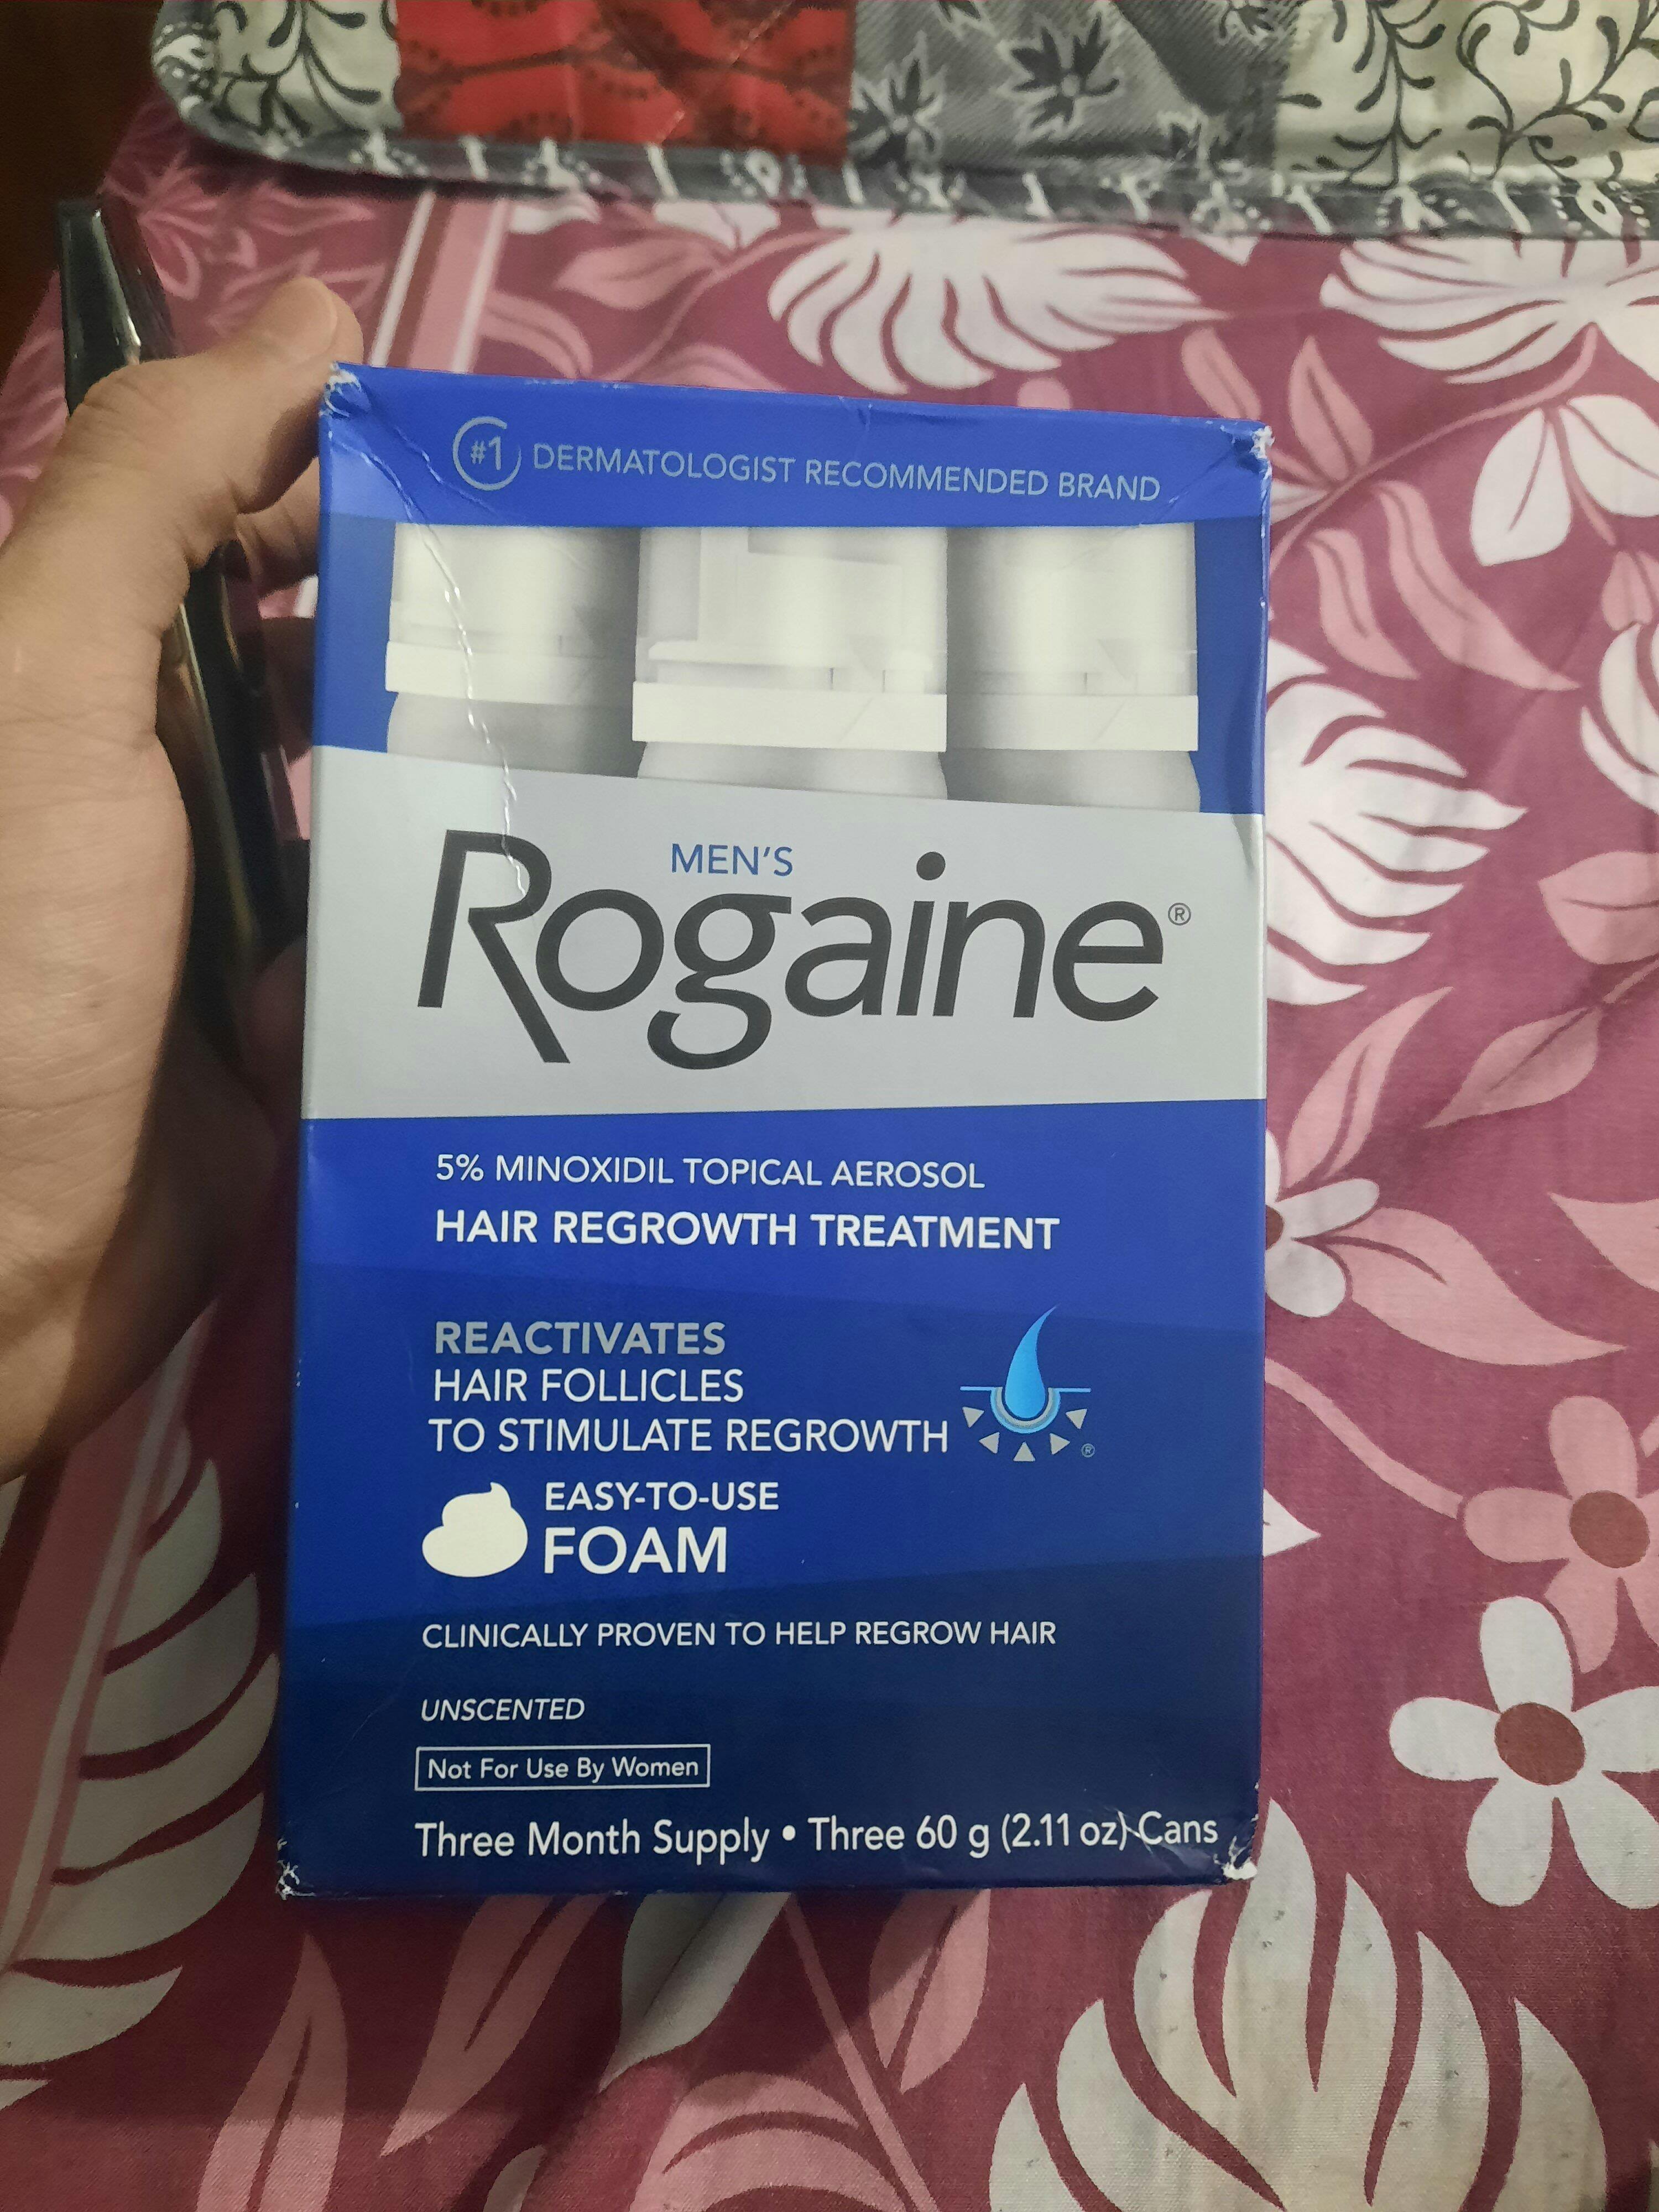 #1 DERMATOLOGIST RECOMMENDED BRAND
MEN'S
Rogaine®
5% MINOXIDIL TOPICAL AEROSOL
HAIR REGROWTH TREATMENT
REACTIVATES
HAIR FOLLICLES
TO STIMULATE REGROWTH
®
EASY-TO-USE
FOAM
CLINICALLY PROVEN TO HELP REGROW HAIR
UNSCENTED
Not For Use By Women
Three Month Supply • Three 60 g (2.11 oz) Cans